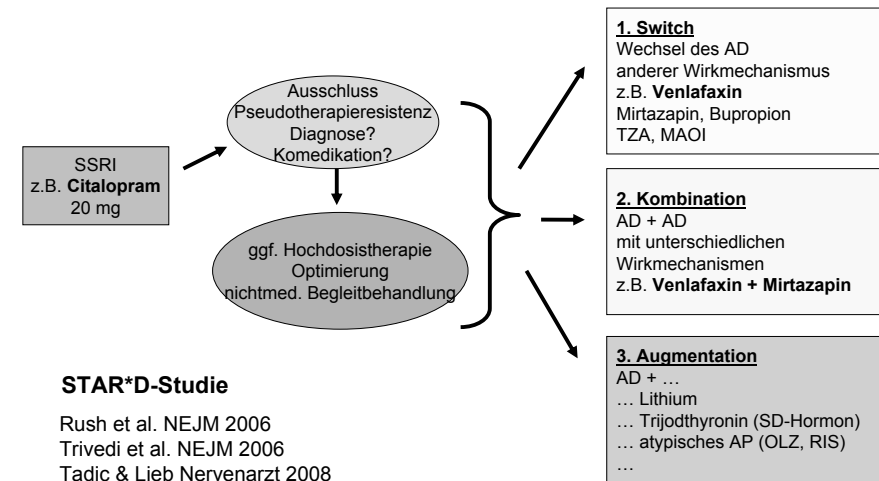 SSRI
z.B. Citalopram
20 mg
Ausschluss
Pseudotherapieresistenz
Diagnose?
Komedikation?
ggf. Hochdosistherapie
Optimierung
nichtmed. Begleitbehandlung
1. Switch
Wechsel des AD
anderer Wirkmechanismus
z.B. Venlafaxin
Mirtazapin, Bupropion
TZA, MAOI
2. Kombination
AD + AD
mit unterschiedlichen
Wirkmechanismen
z.B. Venlafaxin + Mirtazapin
3. Augmentation
AD + …
… Lithium
… Trijodthyronin (SD-Hormon)
… atypisches AP (OLZ, RIS)
…
STAR*D-Studie
Rush et al. NEJM 2006
Trivedi et al. NEJM 2006
Tadic & Lieb Nervenarzt 2008